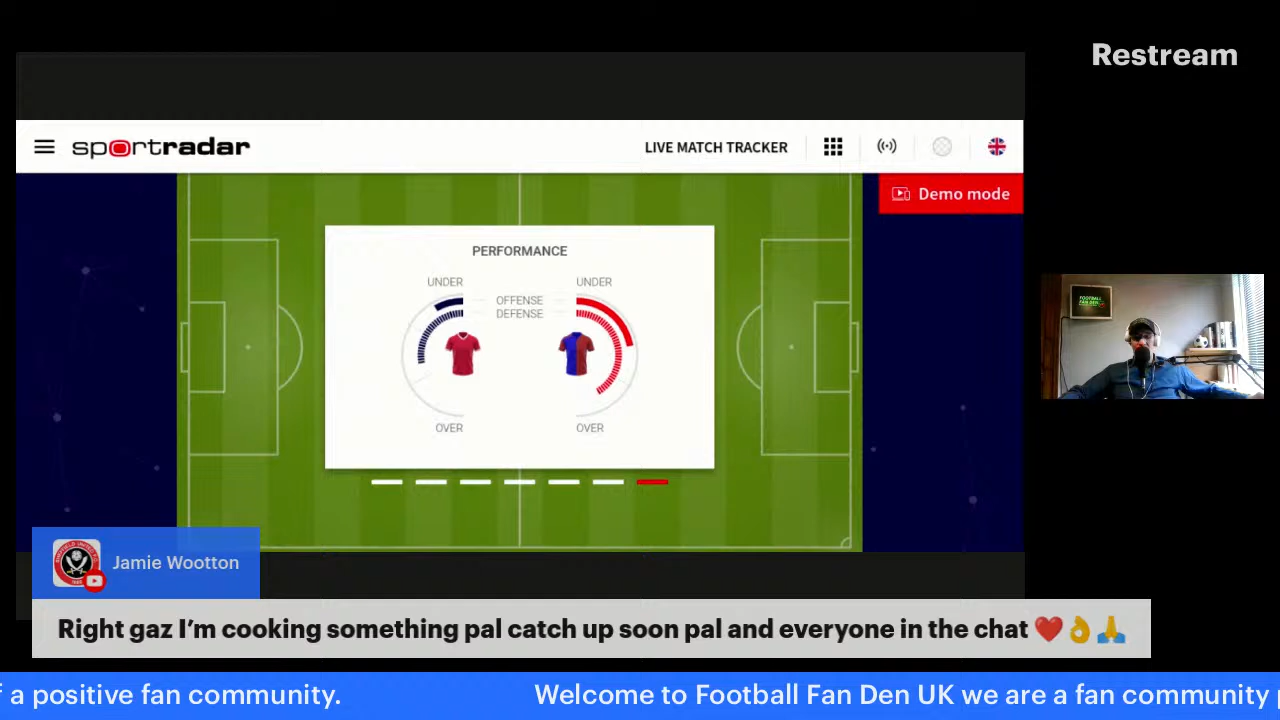 Restream
sportradar
LIVE MATCH TRACKER
Demo mode
PERFORMANCE
UNDER
UNDER
OFFENSE
DEFENSE
OVER
OVER
Jamie Wootton
Right gaz I’m cooking something pal catch up soon pal and everyone in the chat ❤️👌🙏
f a positive fan community.
Welcome to Football Fan Den UK we are a fan community